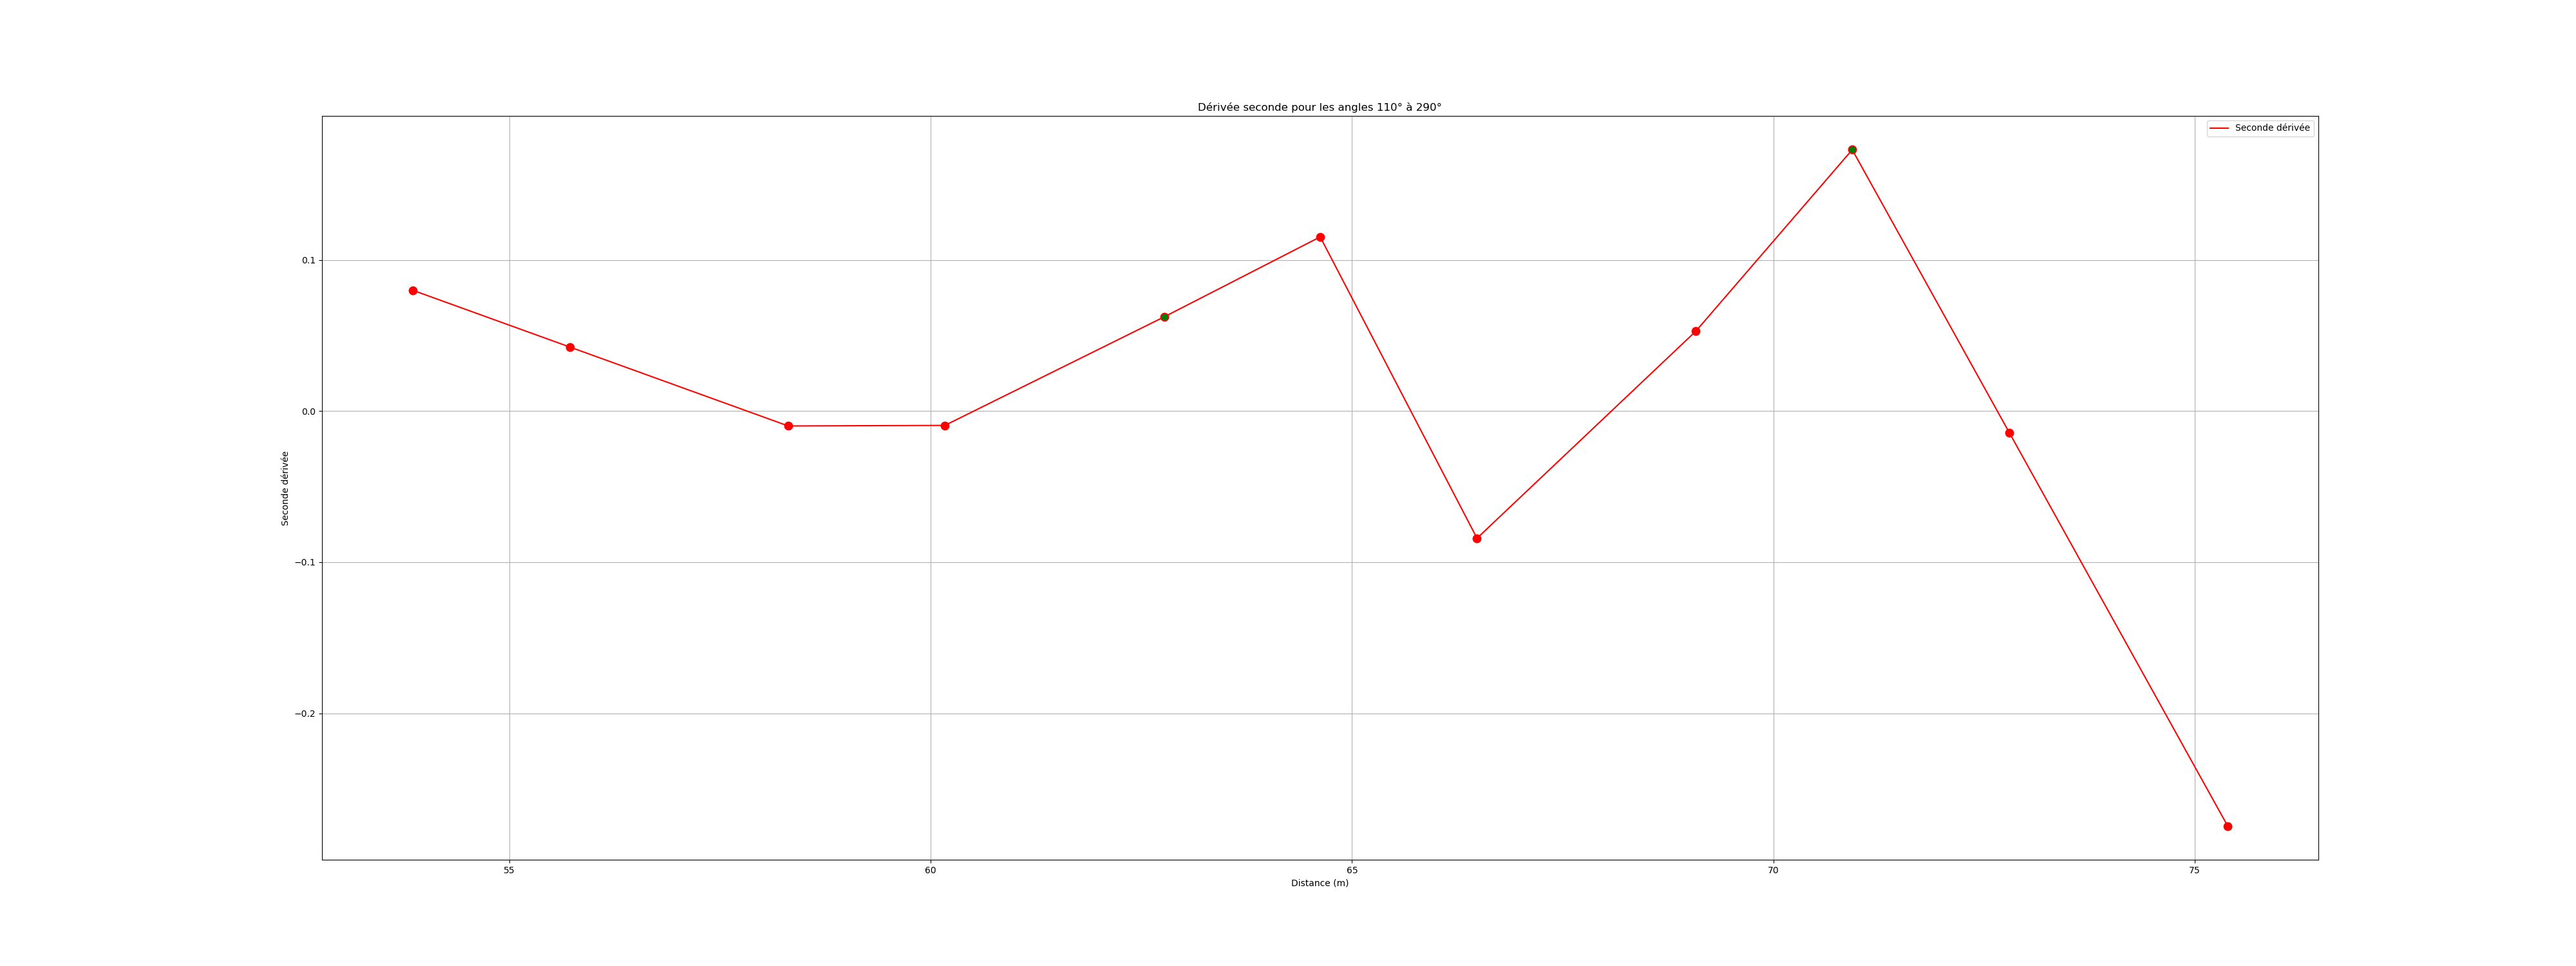 Dérivée seconde pour les angles 110° à 290°
Seconde dérivée
0.1
0.0
−0.1
−0.2
Seconde dérivée
55
60
65
70
75
Distance (m)